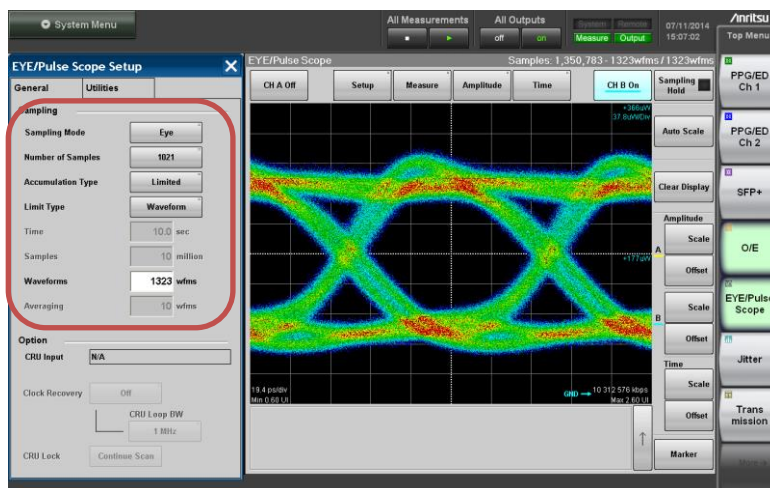 System Menu
All Measurements
All Outputs
off
on
System
Remote
Measure
Output
07/11/2014
15:07:02
Anritsu
Top Menu
EYE/Pulse Scope Setup
X
General
Utilities
Sampling
Sampling Mode
Eye
Number of Samples
1021
Accumulation Type
Limited
Limit Type
Waveform
Time
10.0 sec
Samples
10 million
Waveforms
1323 wfms
Averaging
10 wfms
Option
CRU Input
N/A
Clock Recovery
Off
CRU Loop BW
1 MHz
CRU Lock
Continue Scan
EYE/Pulse Scope
Samples: 1,350,783 - 1323wfms / 1323wfms
CH A Off
Setup
Measure
Amplitude
Time
CH B On
Sampling
Hold
+366uW
37.8uW/Div
+177uW
19.4 ps/div
Min 0.60 UI
GND
10 312 576 kbps
Max 2.60 UI
Auto Scale
Clear Display
Amplitude
A
Scale
Offset
B
Scale
Offset
Time
Scale
Offset
Marker
PPG/ED
Ch 1
PPG/ED
Ch 2
SFP+
O/E
EYE/Pulse
Scope
Jitter
Trans
mission